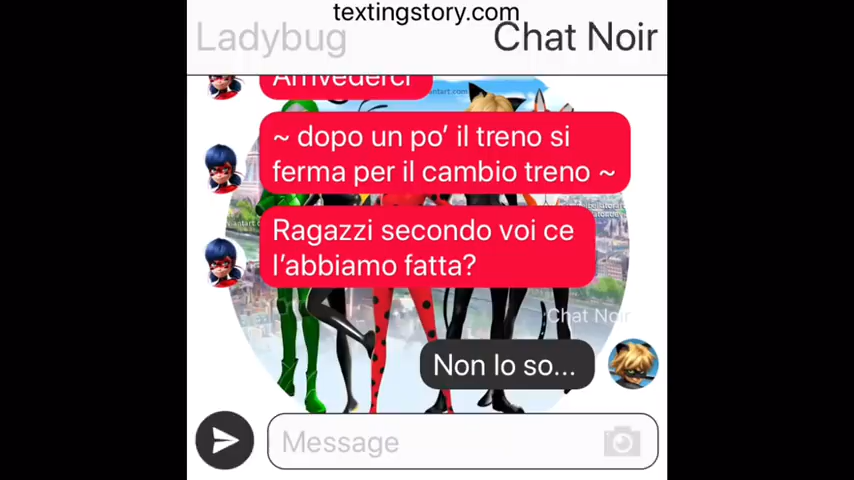 textingstory.com
Ladybug
Chat Noir
Arrivederci
~ dopo un po’ il treno si
ferma per il cambio treno ~
Ragazzi secondo voi ce
l’abbiamo fatta?
Chat Noir
Non lo so...
Message